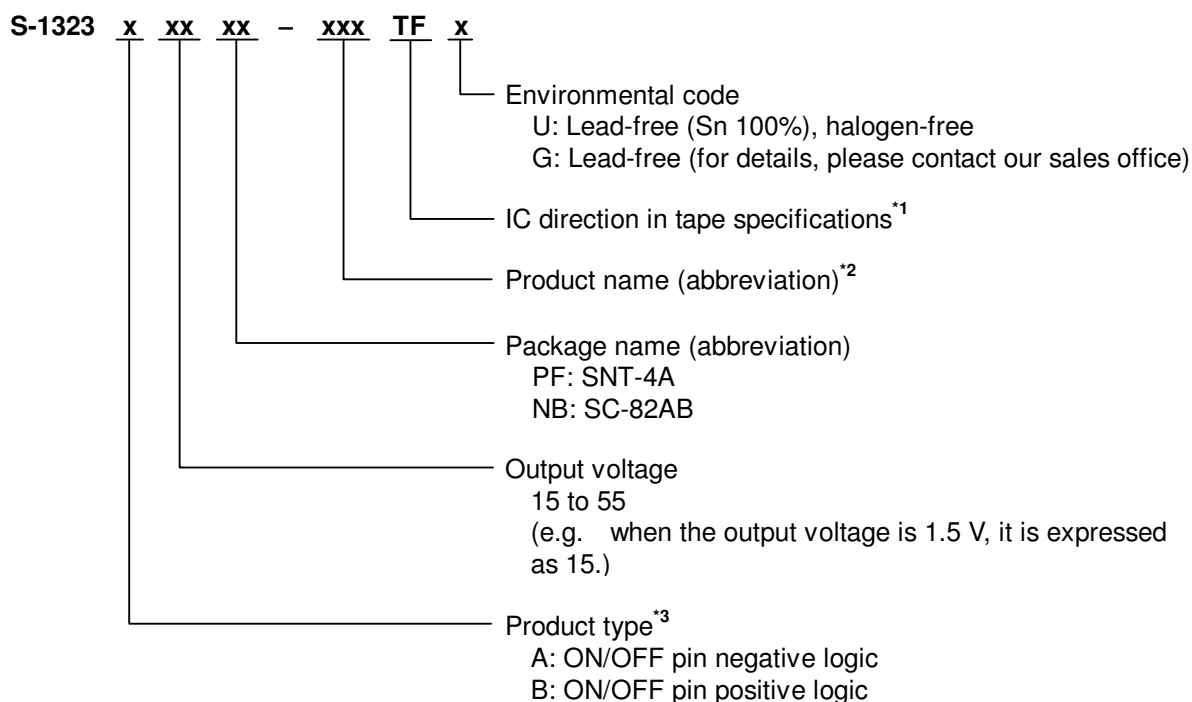 S-1323 x xx xx – xxx TF x
Environmental code
U: Lead-free (Sn 100%), halogen-free
G: Lead-free (for details, please contact our sales office)
IC direction in tape specifications*1
Product name (abbreviation)*2
Package name (abbreviation)
PF: SNT-4A
NB: SC-82AB
Output voltage
15 to 55
(e.g. when the output voltage is 1.5 V, it is expressed
as 15.)
Product type*3
A: ON/OFF pin negative logic
B: ON/OFF pin positive logic